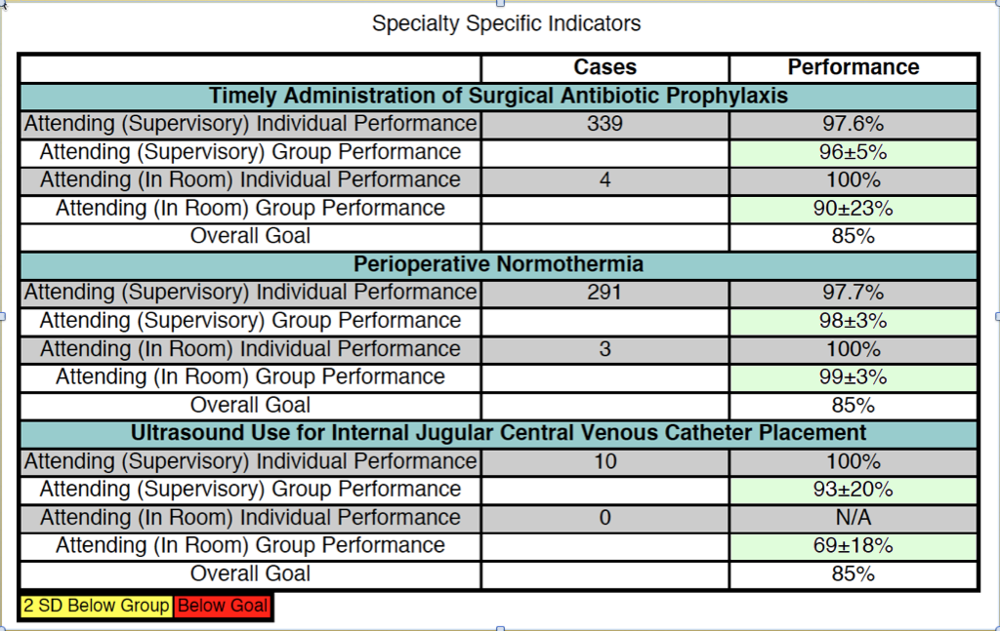 Specialty Specific Indicators
Cases Performance
Timely Administration of Surgical Antibiotic Prophylaxis
Attending (Supervisory) Individual Performance 339 97.6%
Attending (Supervisory) Group Performance 96±5%
Attending (In Room) Individual Performance 4 100%
Attending (In Room) Group Performance 90±23%
Overall Goal 85%
Perioperative Normothermia
Attending (Supervisory) Individual Performance 291 97.7%
Attending (Supervisory) Group Performance 98±3%
Attending (In Room) Individual Performance 3 100%
Attending (In Room) Group Performance 99±3%
Overall Goal 85%
Ultrasound Use for Internal Jugular Central Venous Catheter Placement
Attending (Supervisory) Individual Performance 10 100%
Attending (Supervisory) Group Performance 93±20%
Attending (In Room) Individual Performance 0 N/A
Attending (In Room) Group Performance 69±18%
Overall Goal 85%
2 SD Below Group Below Goal